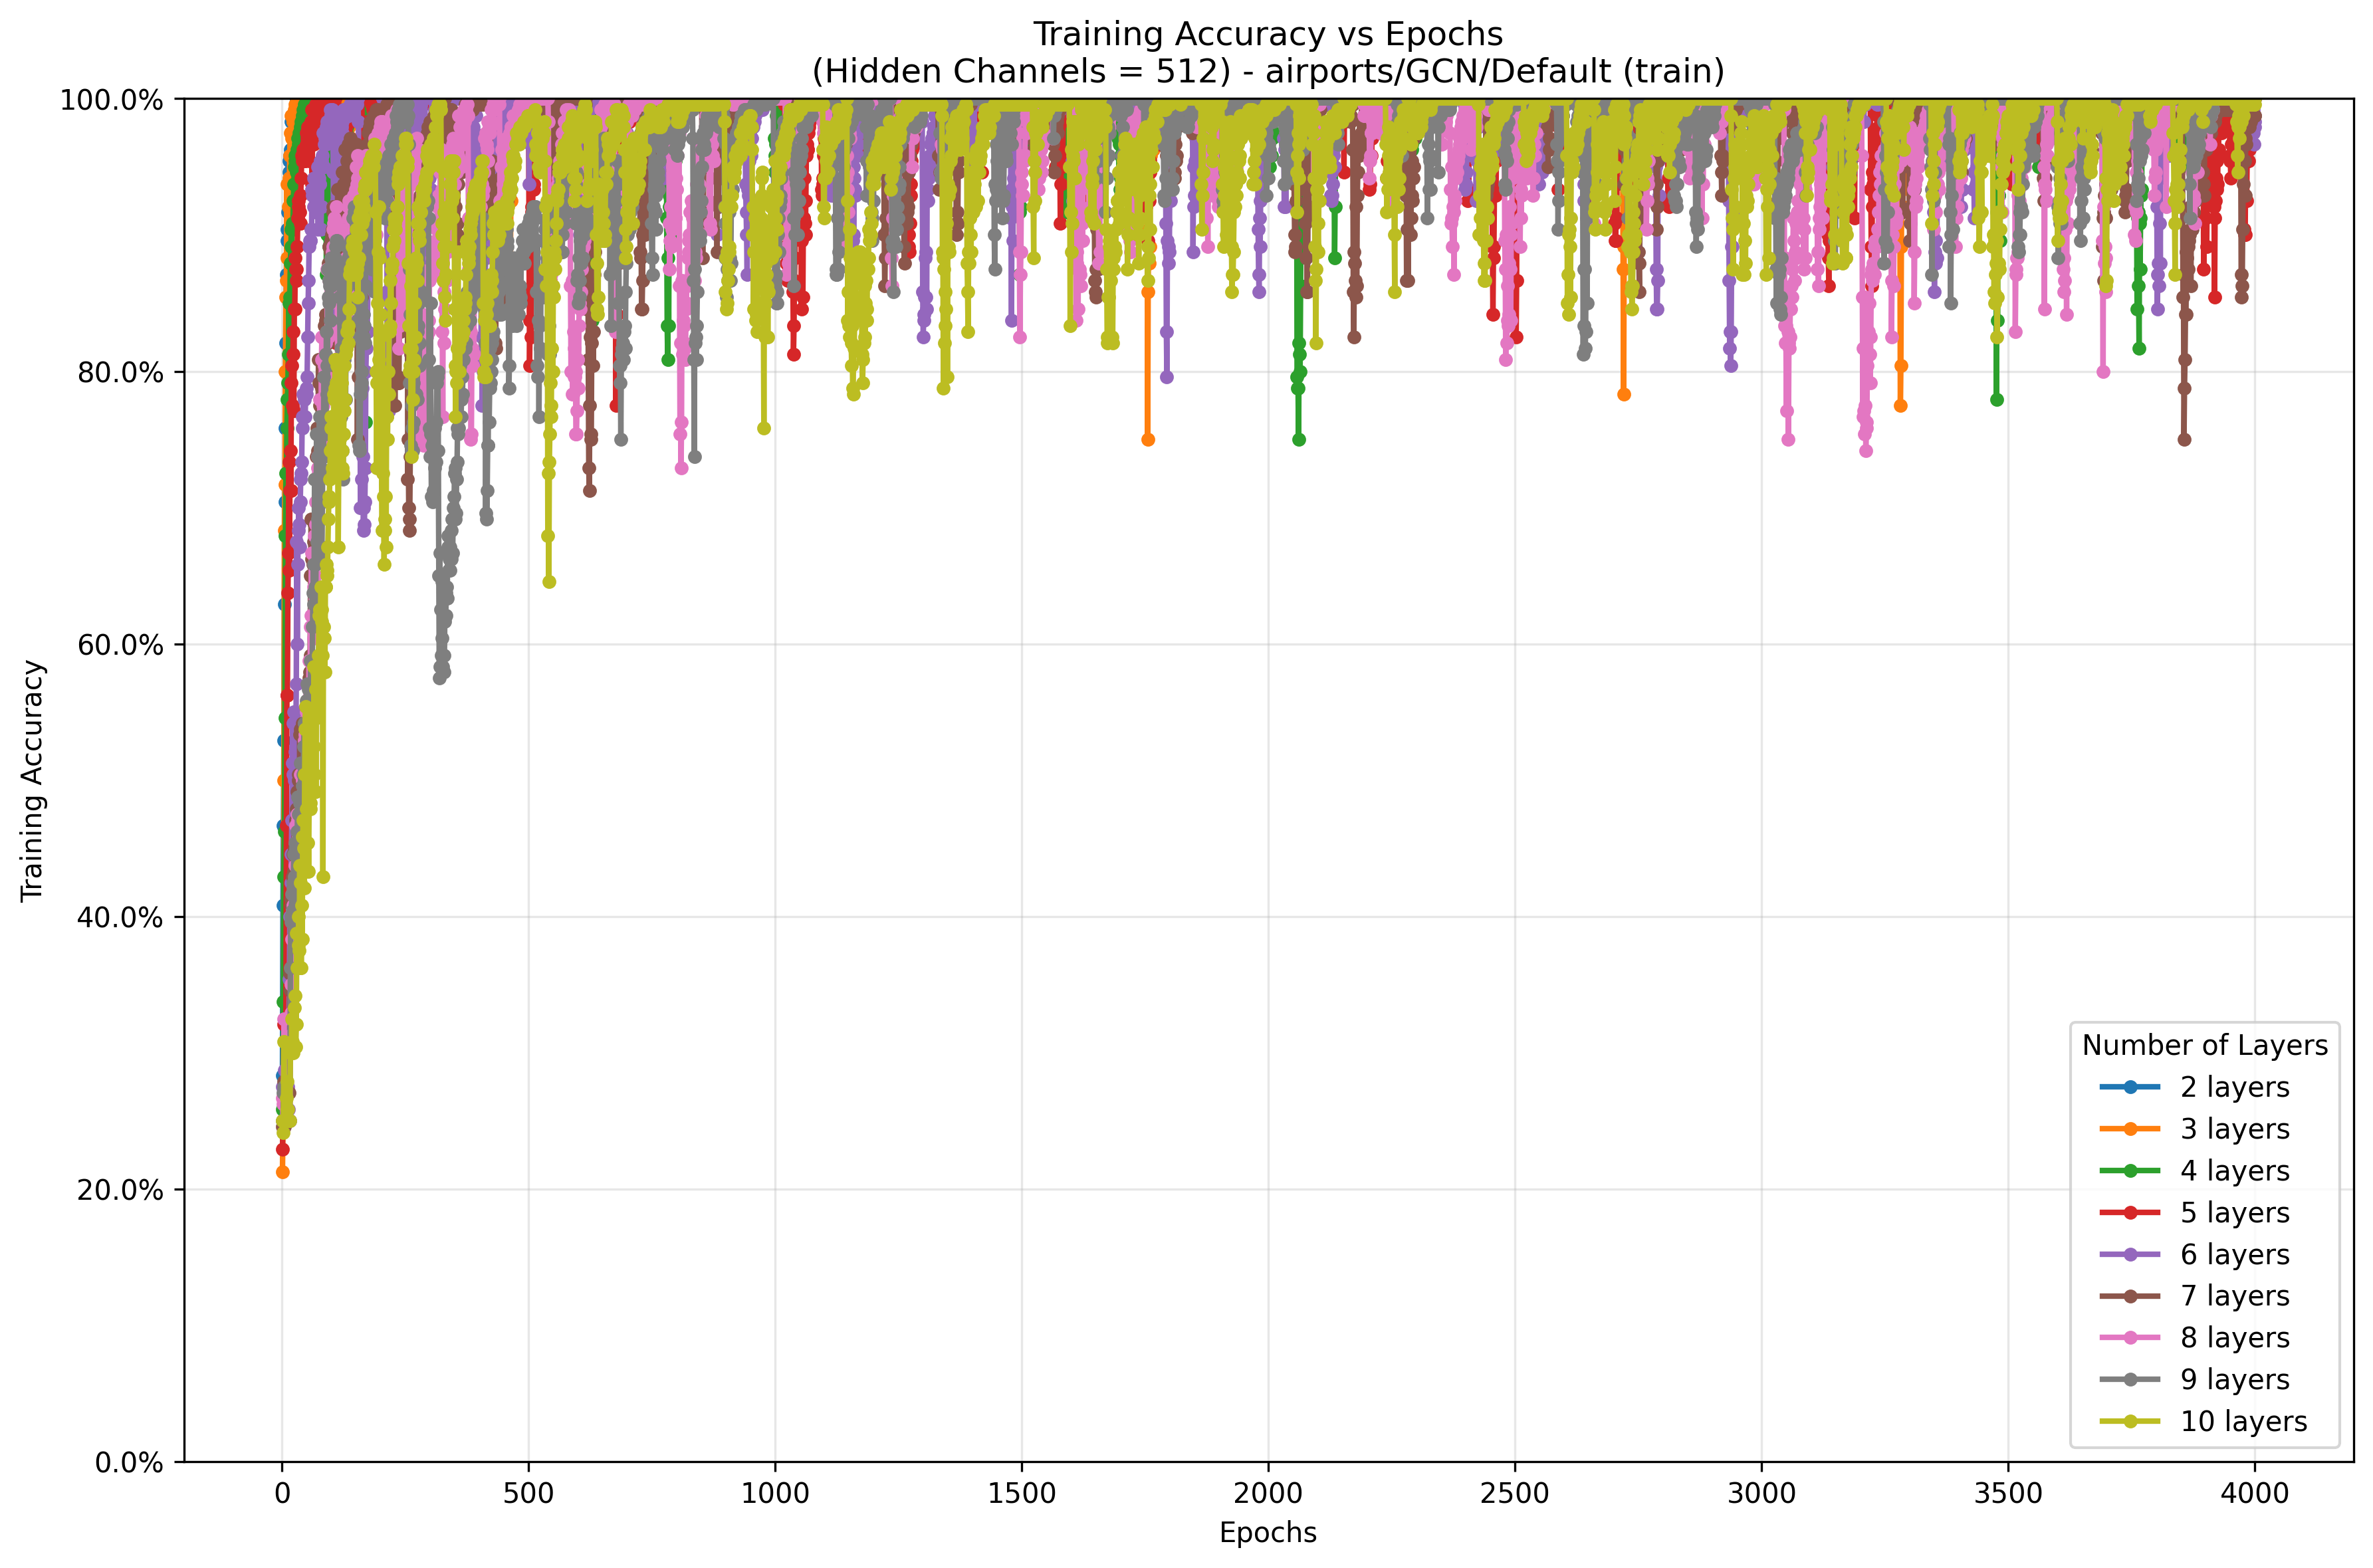 Training Accuracy vs Epochs
(Hidden Channels = 512) - airports/GCN/Default (train)
100.0%
80.0%
60.0%
40.0%
20.0%
0.0%
Training Accuracy
0 500 1000 1500 2000 2500 3000 3500 4000
Epochs
Number of Layers
2 layers
3 layers
4 layers
5 layers
6 layers
7 layers
8 layers
9 layers
10 layers